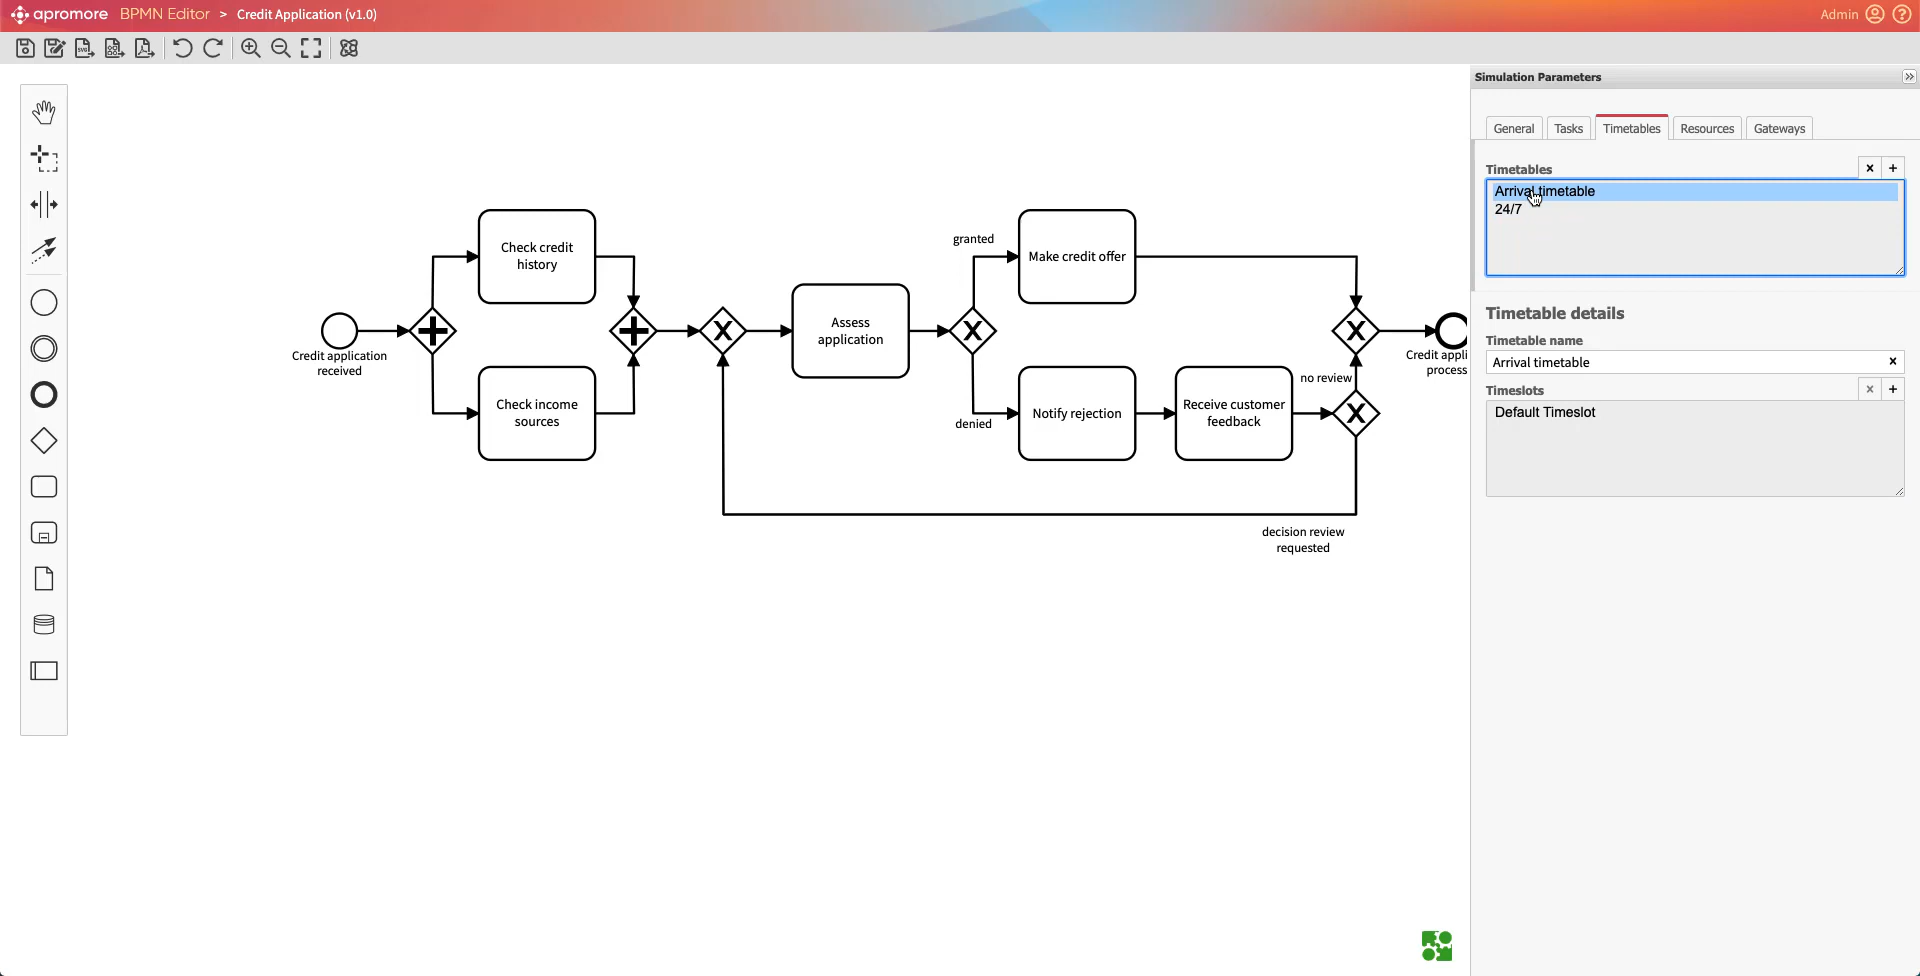 apromore BPMN Editor > Credit Application (v1.0)
Admin
Simulation Parameters
General Tasks Timetables Resources Gateways
Timetables
Arrival timetable
24/7
Timetable details
Timetable name
Arrival timetable
Timeslots
Default Timeslot
Credit application
received
Check credit
history
Check income
sources
Assess
application
granted
denied
Make credit offer
Notify rejection
Receive customer
feedback
no review
decision review
requested
Credit appli
process